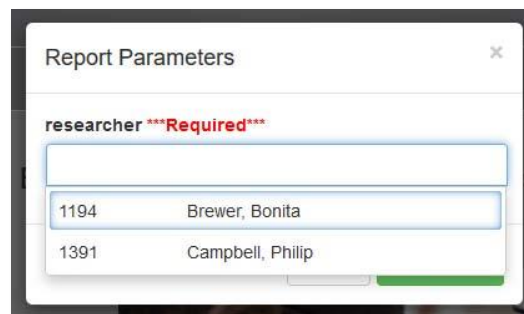 Report Parameters ×
researcher ***Required***
1194 Brewer, Bonita
1391 Campbell, Philip